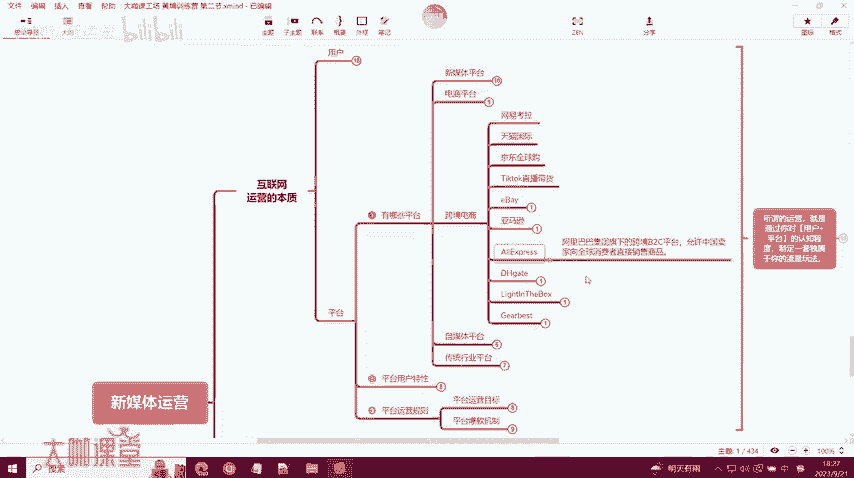 文件 编辑 插入 查看 帮助 大咖课工场 黄埔训练营 第二节.xmind - 已编辑
思维导图
大纲
bilibili
主题
子主题
联系
概要
外框
笔记
ZEN
分享
图标
格式
新媒体运营
互联网
运营的本质
用户
18
平台
有哪些平台
新媒体平台
16
电商平台
1
跨境电商
网易考拉
天猫国际
京东全球购
Tiktok直播带货
eBay
1
亚马逊
1
AliExpress
阿里巴巴集团旗下的跨境B2C平台，允许中国卖
家向全球消费者直接销售商品。
DHgate
1
LightInTheBox
1
Gearbest
1
自媒体平台
传统行业平台
7
平台用户特性
平台运营规则
平台运营目标
8
平台爆款机制
9
所谓的运营，就是
通过你对【用户+
平台】的认知程
度，制定一套独属
于你的流量玩法。
大咖课堂
主题: 1 / 434
100%
搜索
明天有雨
中
18:27
2023/9/21